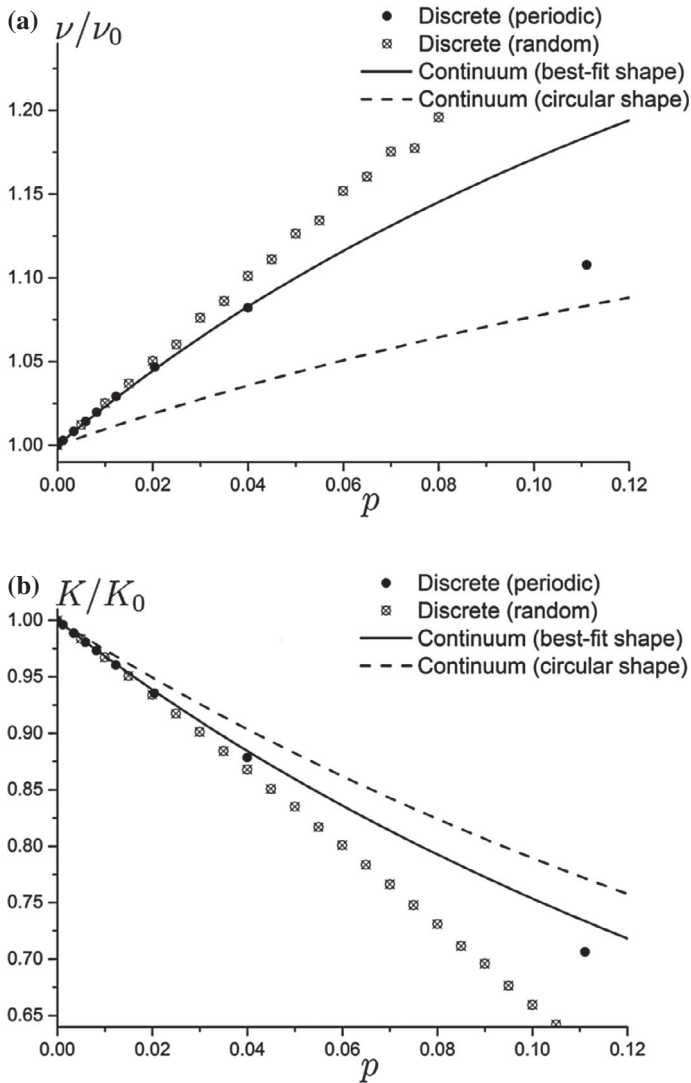 (a) ν/ν₀
Discrete (periodic)
Discrete (random)
Continuum (best-fit shape)
Continuum (circular shape)
1.20
1.15
1.10
1.05
1.00
0.00 0.02 0.04 0.06 0.08 0.10 0.12
p
(b) K/K₀
Discrete (periodic)
Discrete (random)
Continuum (best-fit shape)
Continuum (circular shape)
1.00
0.95
0.90
0.85
0.80
0.75
0.70
0.65
0.00 0.02 0.04 0.06 0.08 0.10 0.12
p